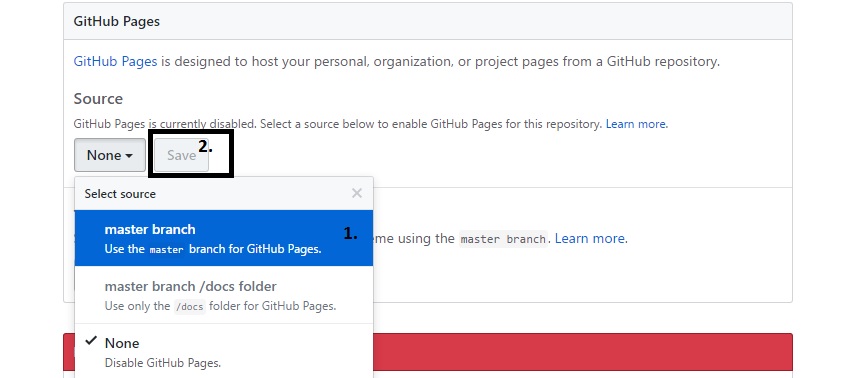 GitHub Pages
GitHub Pages is designed to host your personal, organization, or project pages from a GitHub repository.
Source
GitHub Pages is currently disabled. Select a source below to enable GitHub Pages for this repository. Learn more.
None Save 2.
Select source ×
master branch
Use the master branch for GitHub Pages. 1. eme using the master branch. Learn more.
master branch /docs folder
Use only the /docs folder for GitHub Pages.
None
Disable GitHub Pages.